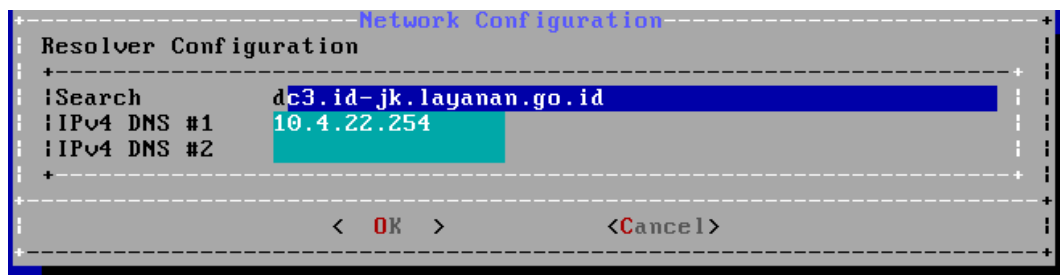 Network Configuration
Resolver Configuration
Search dc3.id-jk.layanan.go.id
IPv4 DNS #1 10.4.22.254
IPv4 DNS #2
< OK > <Cancel>